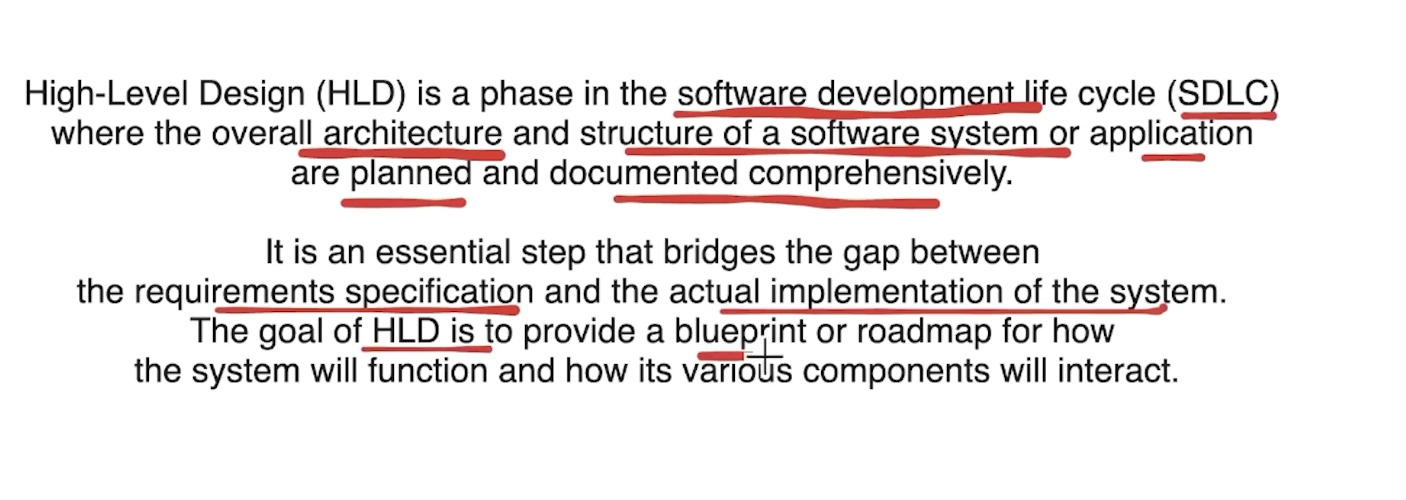 High-Level Design (HLD) is a phase in the software development life cycle (SDLC)
where the overall architecture and structure of a software system or application
are planned and documented comprehensively.
It is an essential step that bridges the gap between
the requirements specification and the actual implementation of the system.
The goal of HLD is to provide a blueprint or roadmap for how
the system will function and how its various components will interact.